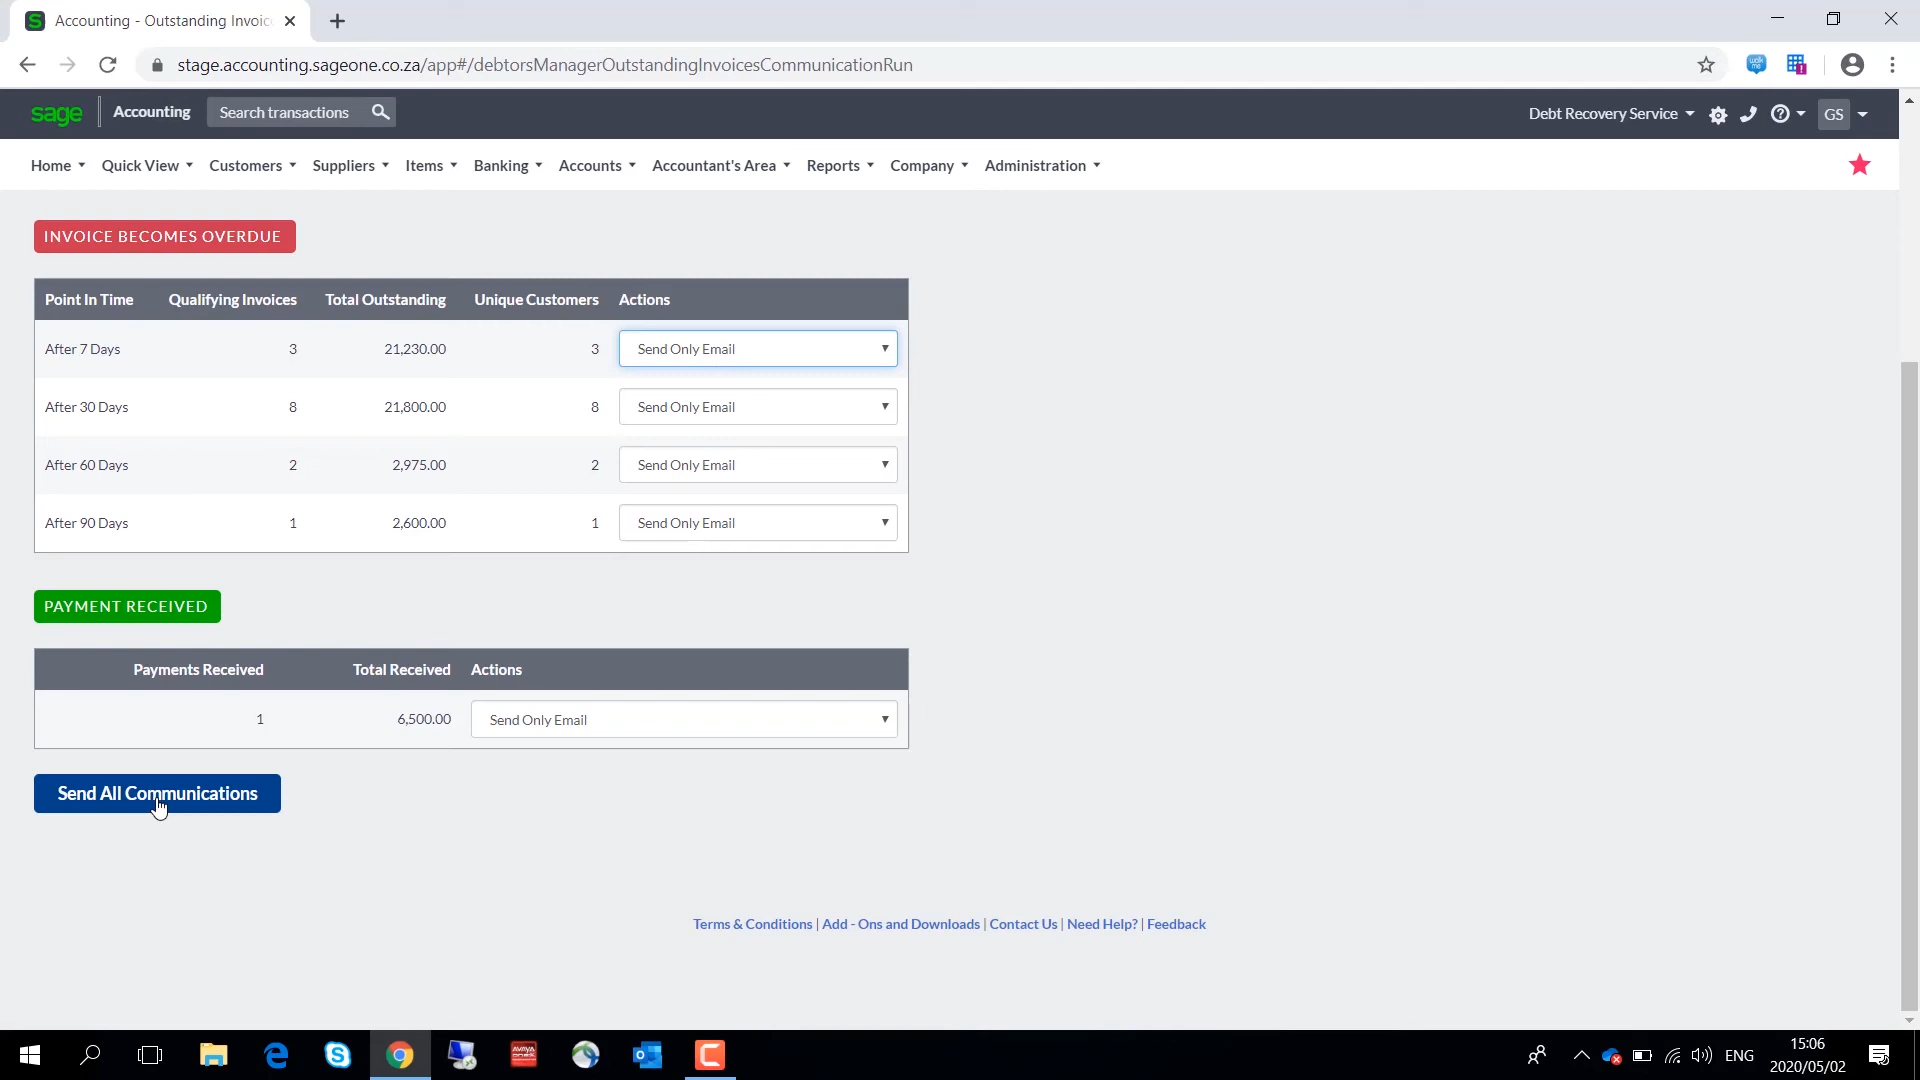 Accounting - Outstanding Invoic
stage.accounting.sageone.co.za/app#/debtorsManagerOutstandingInvoicesCommunicationRun
sage Accounting Search transactions Debt Recovery Service GS
Home Quick View Customers Suppliers Items Banking Accounts Accountant's Area Reports Company Administration
INVOICE BECOMES OVERDUE
Point In Time Qualifying Invoices Total Outstanding Unique Customers Actions
After 7 Days 3 21,230.00 3 Send Only Email
After 30 Days 8 21,800.00 8 Send Only Email
After 60 Days 2 2,975.00 2 Send Only Email
After 90 Days 1 2,600.00 1 Send Only Email
PAYMENT RECEIVED
Payments Received Total Received Actions
1 6,500.00 Send Only Email
Send All Communications
Terms & Conditions | Add - Ons and Downloads | Contact Us | Need Help? | Feedback
ENG
15:06
2020/05/02